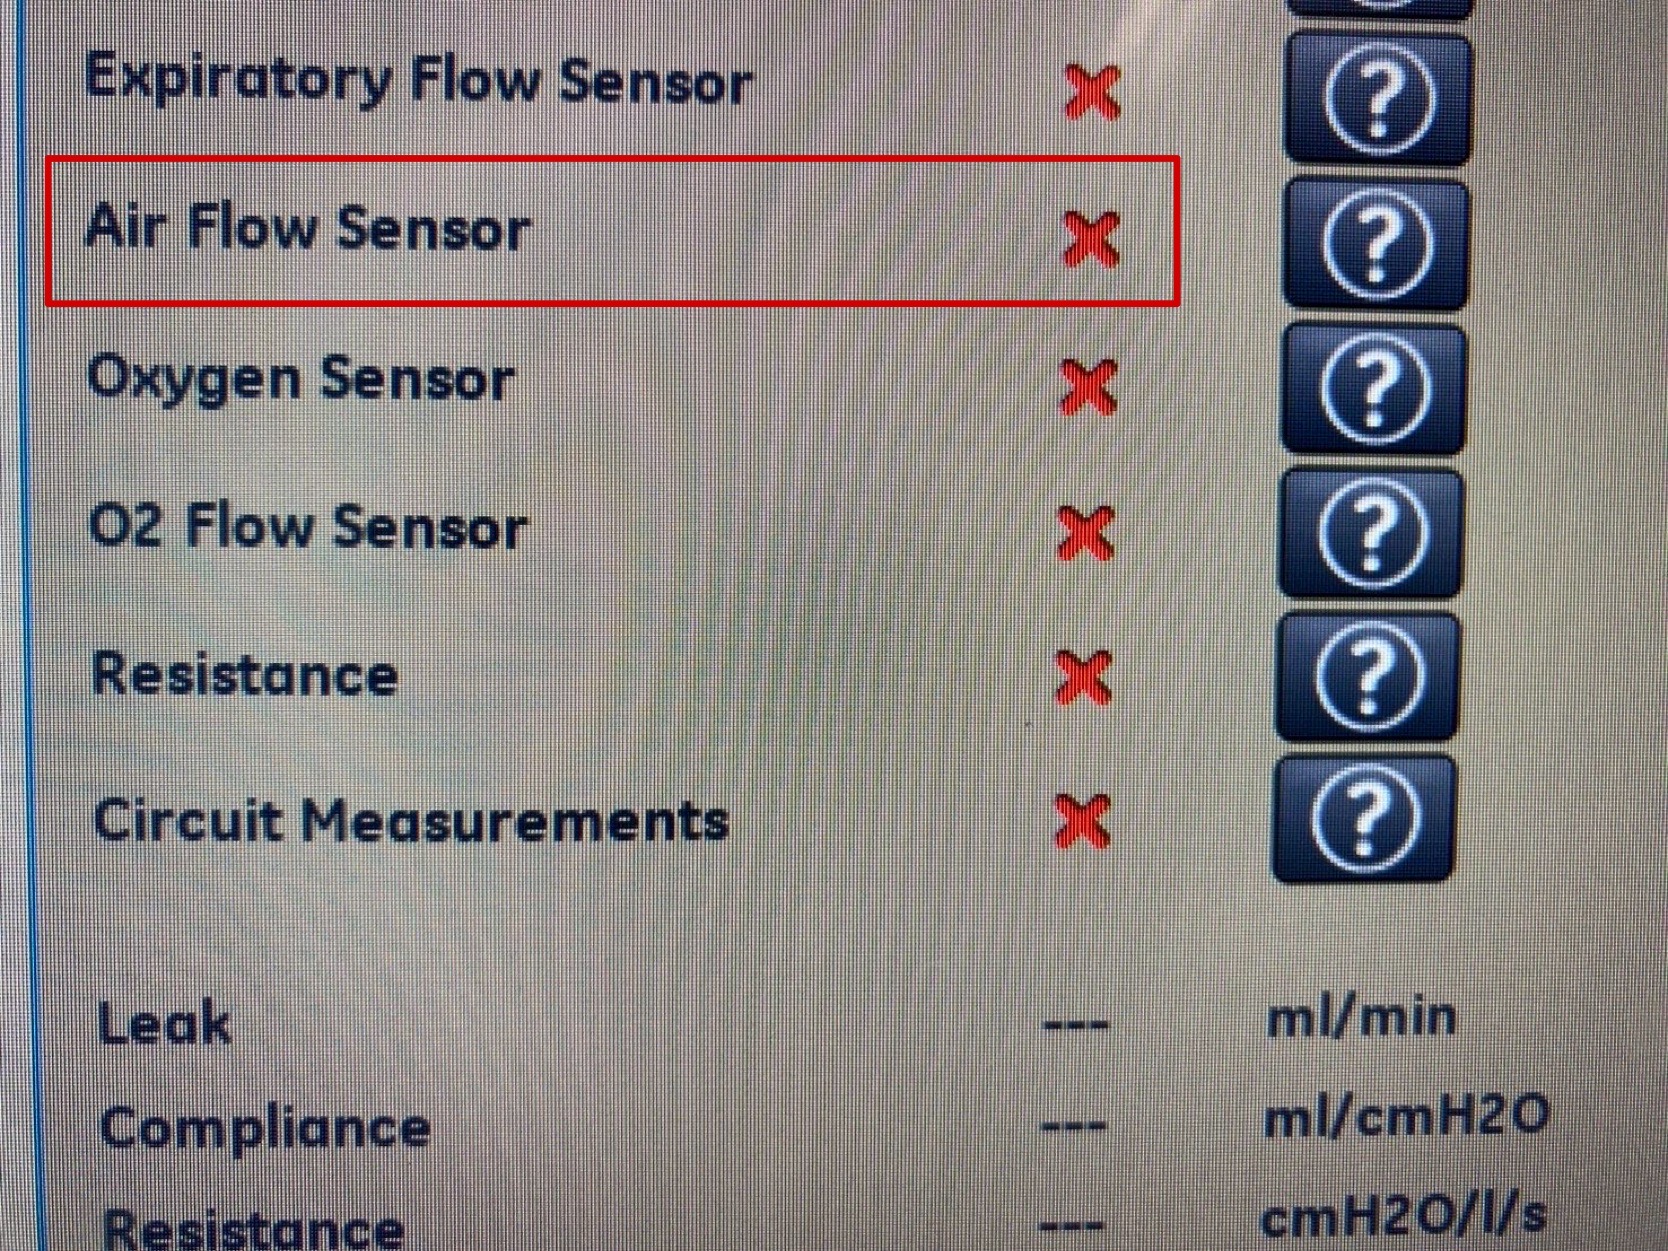 Expiratory Flow Sensor
Air Flow Sensor
Oxygen Sensor
O2 Flow Sensor
Resistance
Circuit Measurements
Leak --- ml/min
Compliance --- ml/cmH2O
Resistance --- cmH2O/l/s